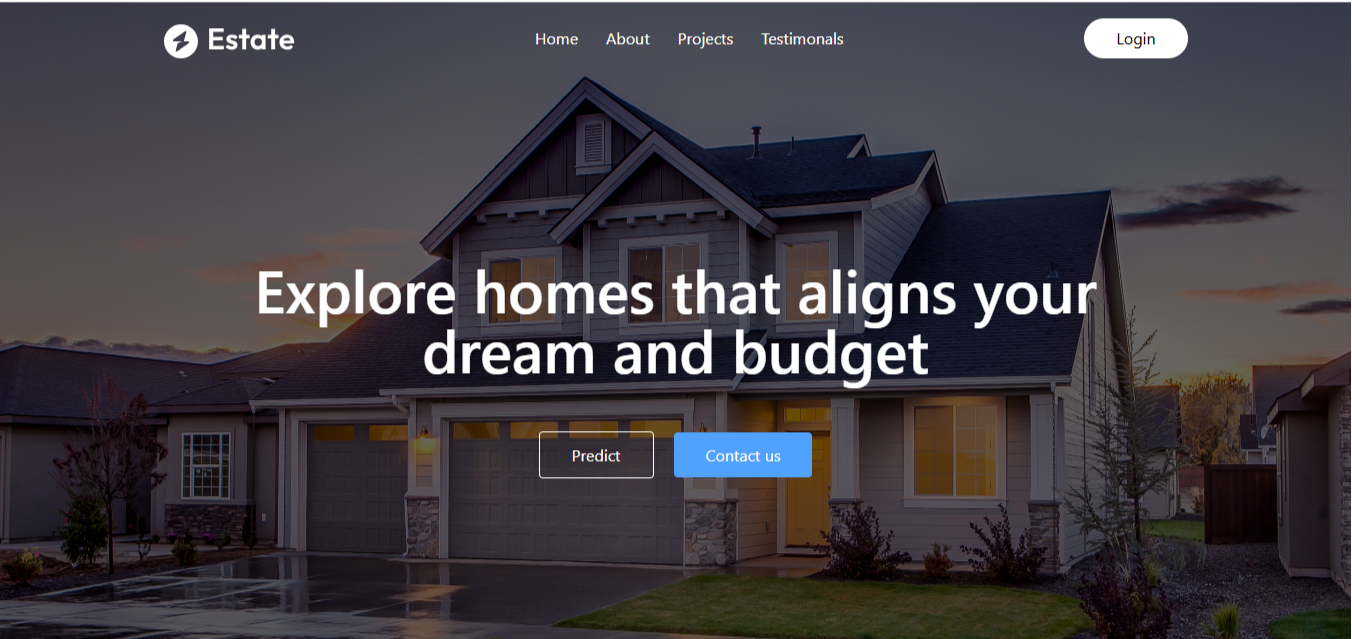 Estate
Home About Projects Testimonals
Login
Explore homes that aligns your
dream and budget
Predict Contact us